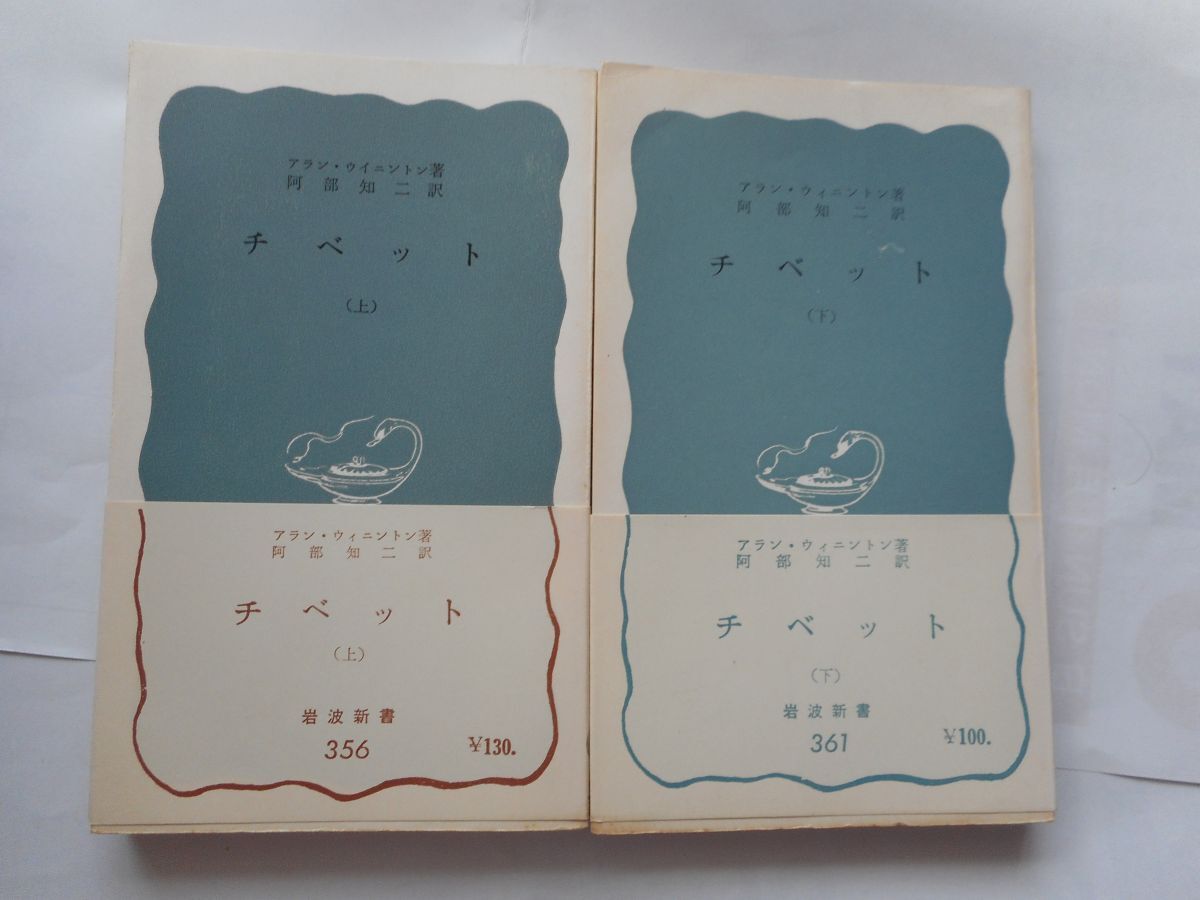 アラン・ウイニントン著
阿部知二訳
チベット
(上)
アラン・ウィニントン著
阿部知二訳
チベット
(上)
岩波新書
356
¥130.
アラン・ウィニントン著
阿部知二訳
チベット
(下)
アラン・ウィニントン著
阿部知二訳
チベット
(下)
岩波新書
361
¥100.